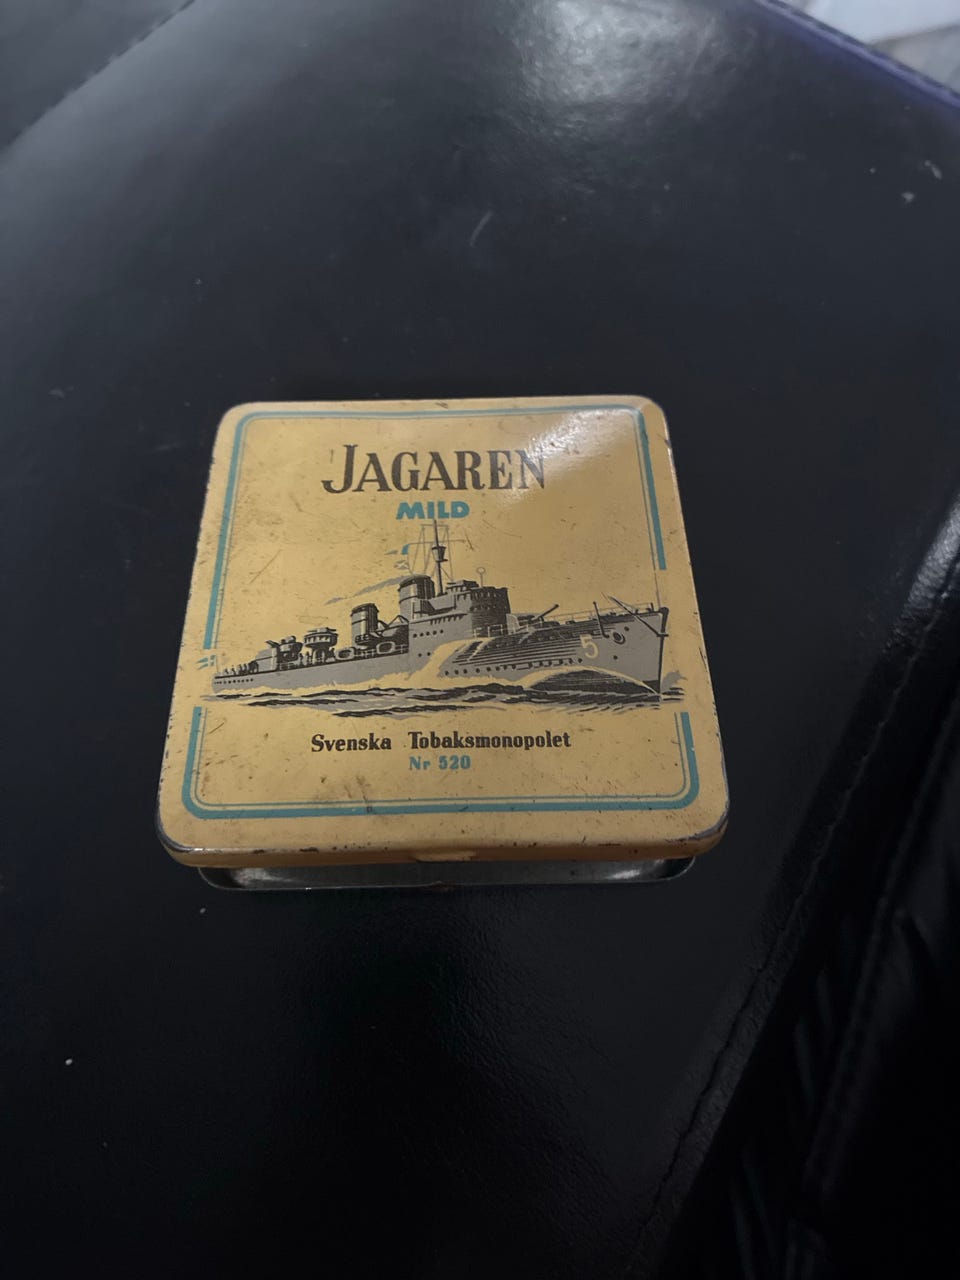 JAGAREN
MILD
5
Svenska Tobaksmonopolet
Nr 520